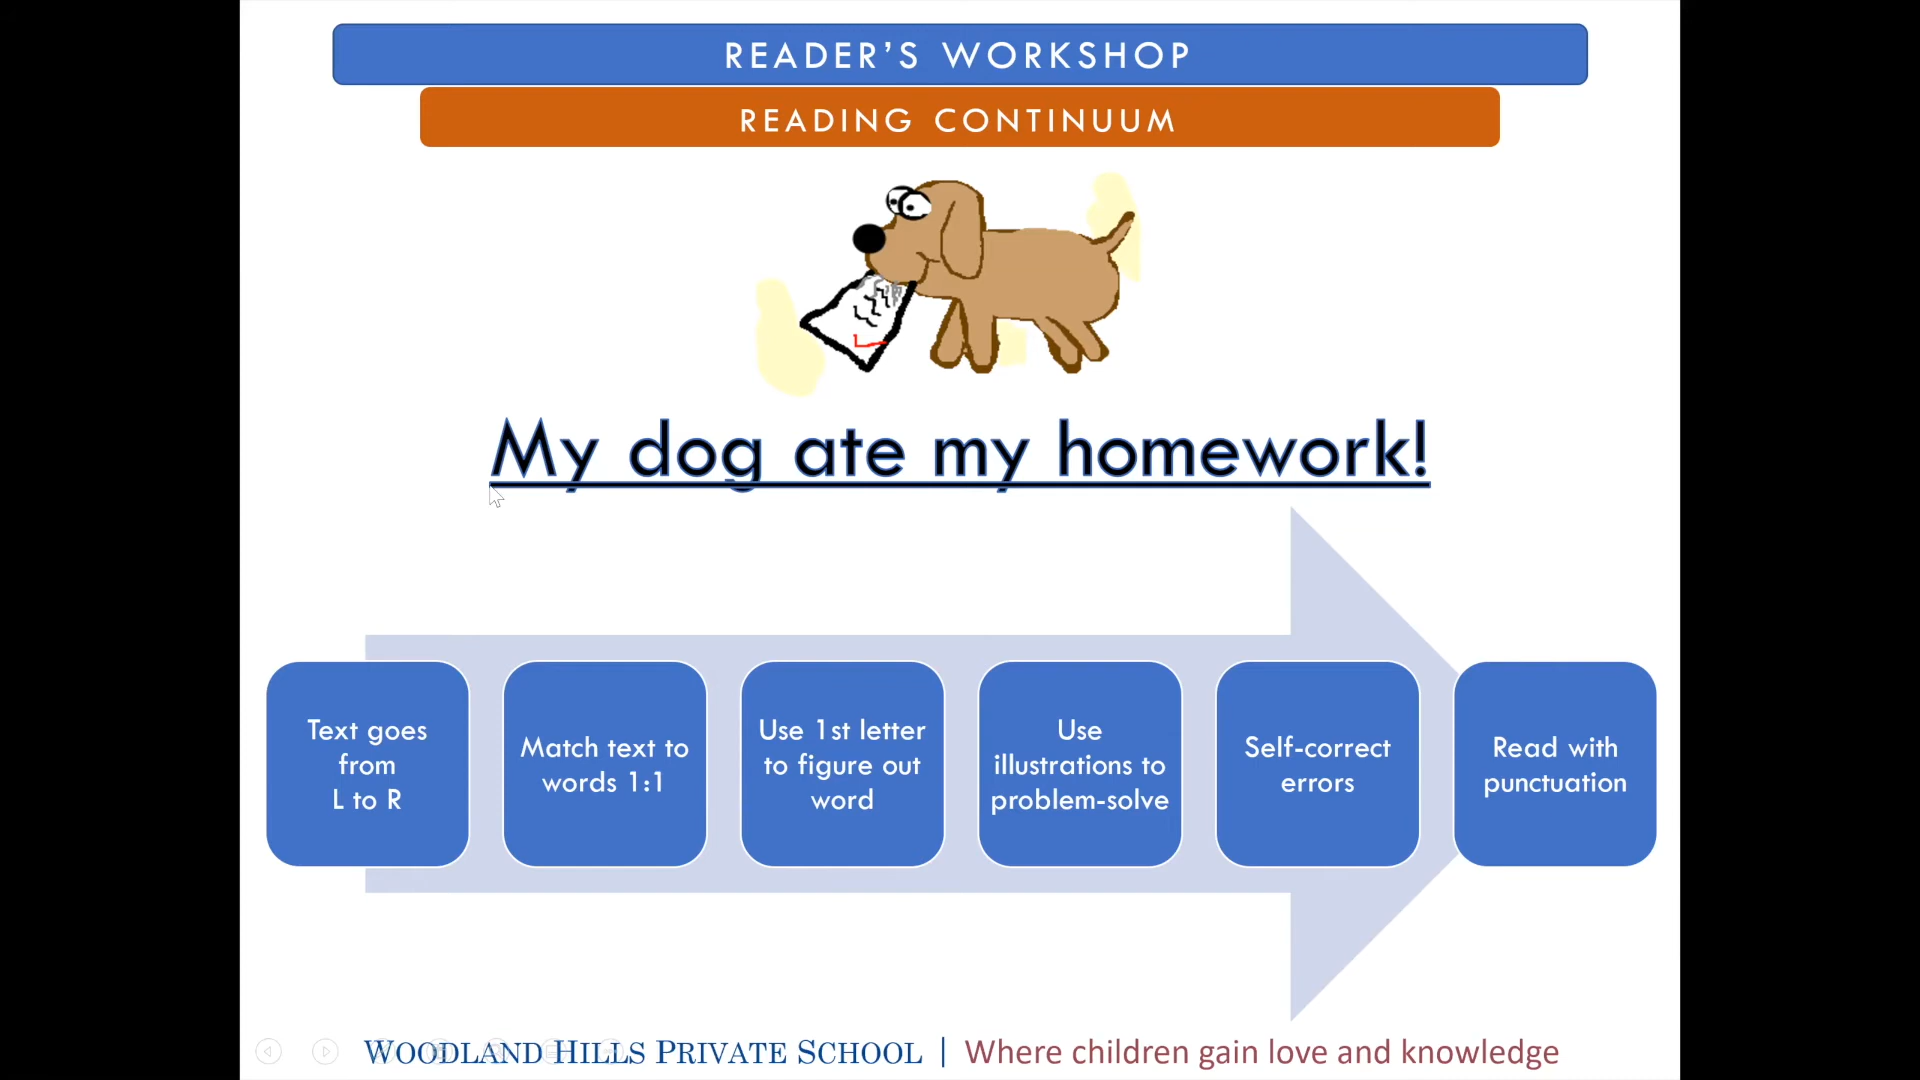 READER’S WORKSHOP
READING CONTINUUM
My dog ate my homework!
Text goes
from
L to R
Match text to
words 1:1
Use 1st letter
to figure out
word
Use
illustrations to
problem-solve
Self-correct
errors
Read with
punctuation
WOODLAND HILLS PRIVATE SCHOOL | Where children gain love and knowledge